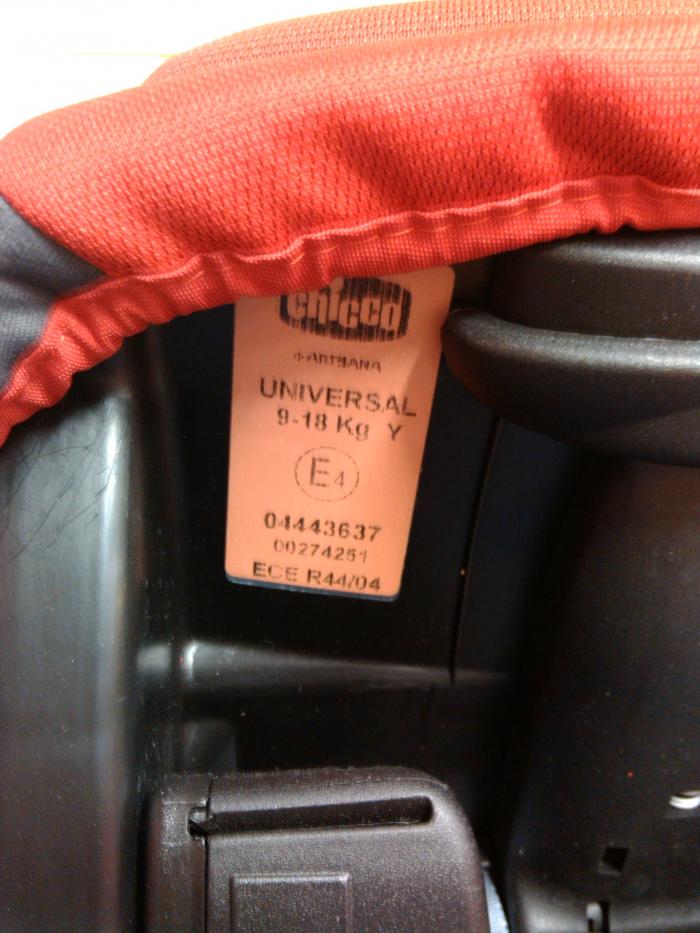 chicco
ARTSANA
UNIVERSAL
9-18 Kg Y
E4
04443637
00274251
ECE R44/04